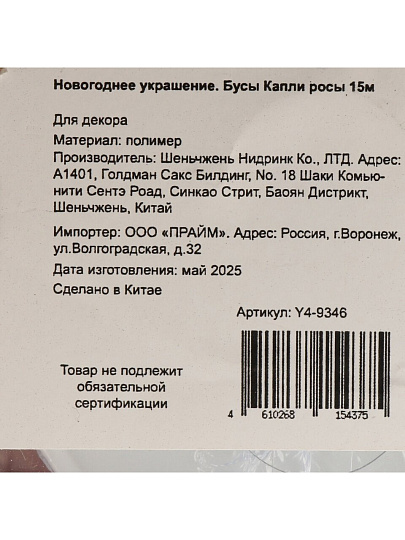 Новогоднее украшение. Бусы Капли росы 15м
Для декора
Материал: полимер
Производитель: Шеньчжень Нидринк Ко., ЛТД. Адрес:
А1401, Голдман Сакс Билдинг, No. 18 Шаки Комью-
нити Сентэ Роад, Синкао Стрит, Баоян Дистрикт,
Шеньчжень, Китай
Импортер: ООО «ПРАЙМ». Адрес: Россия, г.Воронеж,
ул.Волгоградская, д.32
Дата изготовления: май 2025
Сделано в Китае
Артикул: Y4-9346
Товар не подлежит
обязательной
сертификации
4 610268 154375